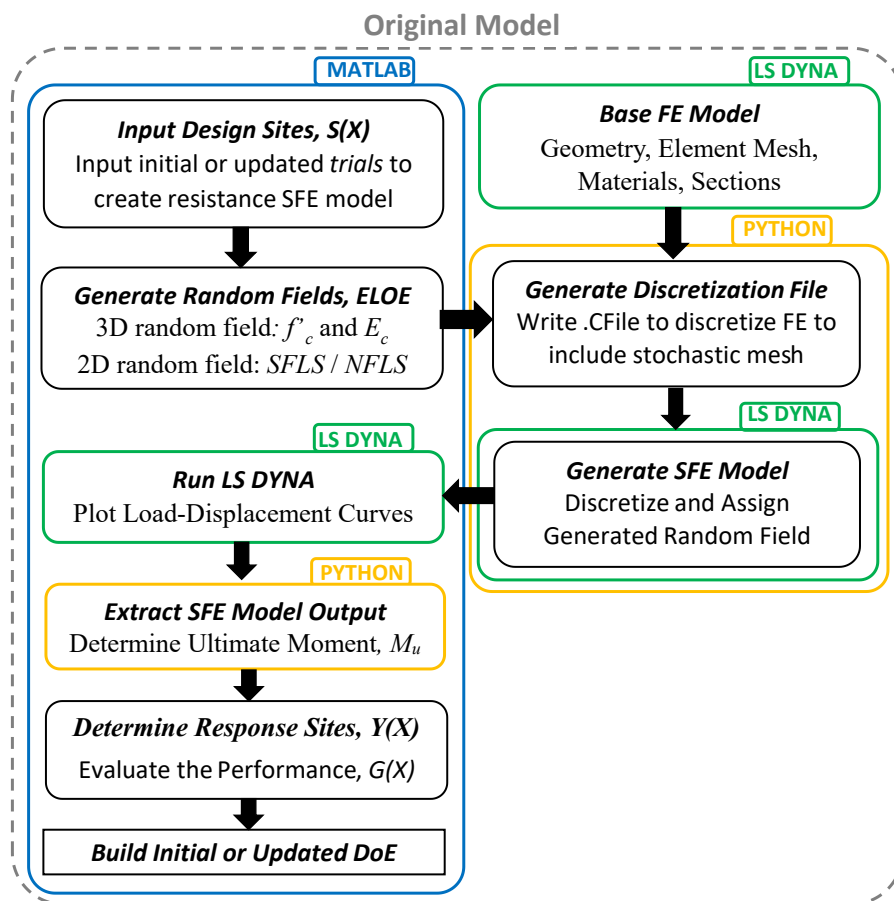 Original Model
MATLAB
Input Design Sites, S(X)
Input initial or updated trials to
create resistance SFE model
Generate Random Fields, ELOE
3D random field: f'c and Ec
2D random field: SFLS / NFLS
LS DYNA
Base FE Model
Geometry, Element Mesh,
Materials, Sections
PYTHON
Generate Discretization File
Write .CFile to discretize FE to
include stochastic mesh
LS DYNA
Generate SFE Model
Discretize and Assign
Generated Random Field
LS DYNA
Run LS DYNA
Plot Load-Displacement Curves
PYTHON
Extract SFE Model Output
Determine Ultimate Moment, Mu
Determine Response Sites, Y(X)
Evaluate the Performance, G(X)
Build Initial or Updated DoE